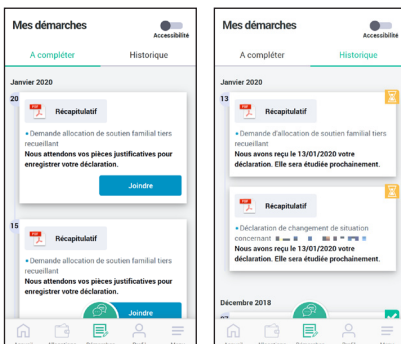 Mes démarches
Accessibilité
A compléter
Historique
Janvier 2020
20
PDF
Récapitulatif
• Demande allocation de soutien familial tiers
recueillant
Nous attendons vos pièces justificatives pour
enregistrer votre déclaration.
Joindre
15
PDF
Récapitulatif
• Demande allocation de soutien familial tiers
recueillant
Nous attendons vos pièces justificatives pour
enregistrer votre déclaration.
Joindre
Mes démarches
Accessibilité
A compléter
Historique
Janvier 2020
13
PDF
Récapitulatif
• Demande d'allocation de soutien familial tiers
recueillant
Nous avons reçu le 13/01/2020 votre
déclaration. Elle sera étudiée prochainement.
PDF
Récapitulatif
• Déclaration de changement de situation
concernant
Nous avons reçu le 13/01/2020 votre
déclaration. Elle sera étudiée prochainement.
Décembre 2018